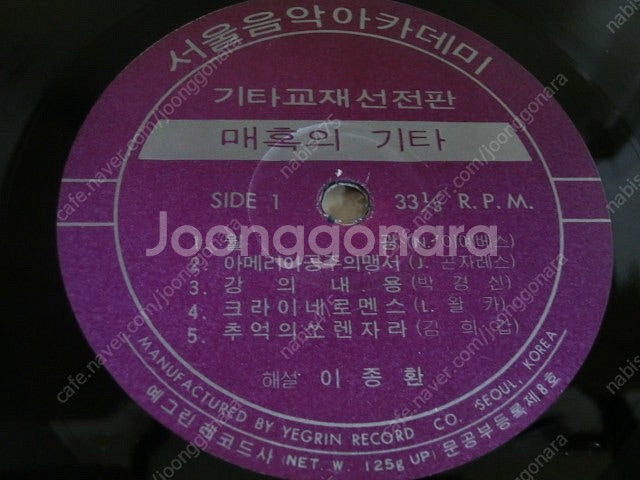 서울음악아카데미
기타교재선전판
매혹의 기타
SIDE 1
33⅓ R.P.M.
Joonggonara
2. 아메리아 의맹서 (J. 곤자레스)
3. 강의내용 (박경신)
4. 크라이네로멘스 (L. 왈카)
5. 추억의쏘렌자라 (김희갑)
해설 이종환
MANUFACTURED BY YEGRIN RECORD CO. SEOUL, KOREA
예그린레코드사 (NET. W. 125g UP) 문공부등록제8호
cafe.naver.com/joonggonara
nabis975